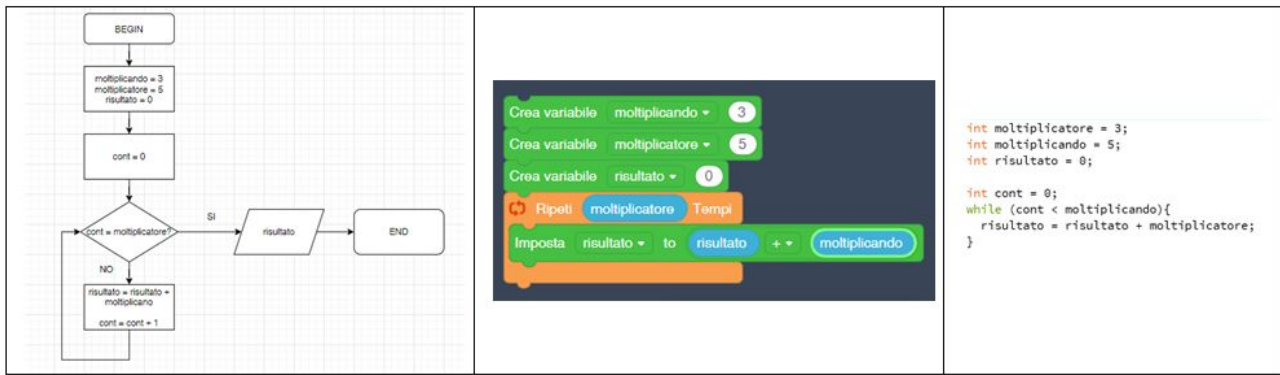 BEGIN
moltiplicando = 3
moltiplicatore = 5
risultato = 0
cont = 0
cont = moltiplicatore?
SI
risultato
END
NO
risultato = risultato +
moltiplicano
cont = cont + 1
Crea variabile moltiplicando 3
Crea variabile moltiplicatore 5
Crea variabile risultato 0
Ripeti moltiplicatore Tempi
Imposta risultato to risultato + moltiplicando
int moltiplicatore = 3;
int moltiplicando = 5;
int risultato = 0;
int cont = 0;
while (cont < moltiplicando){
risultato = risultato + moltiplicatore;
}